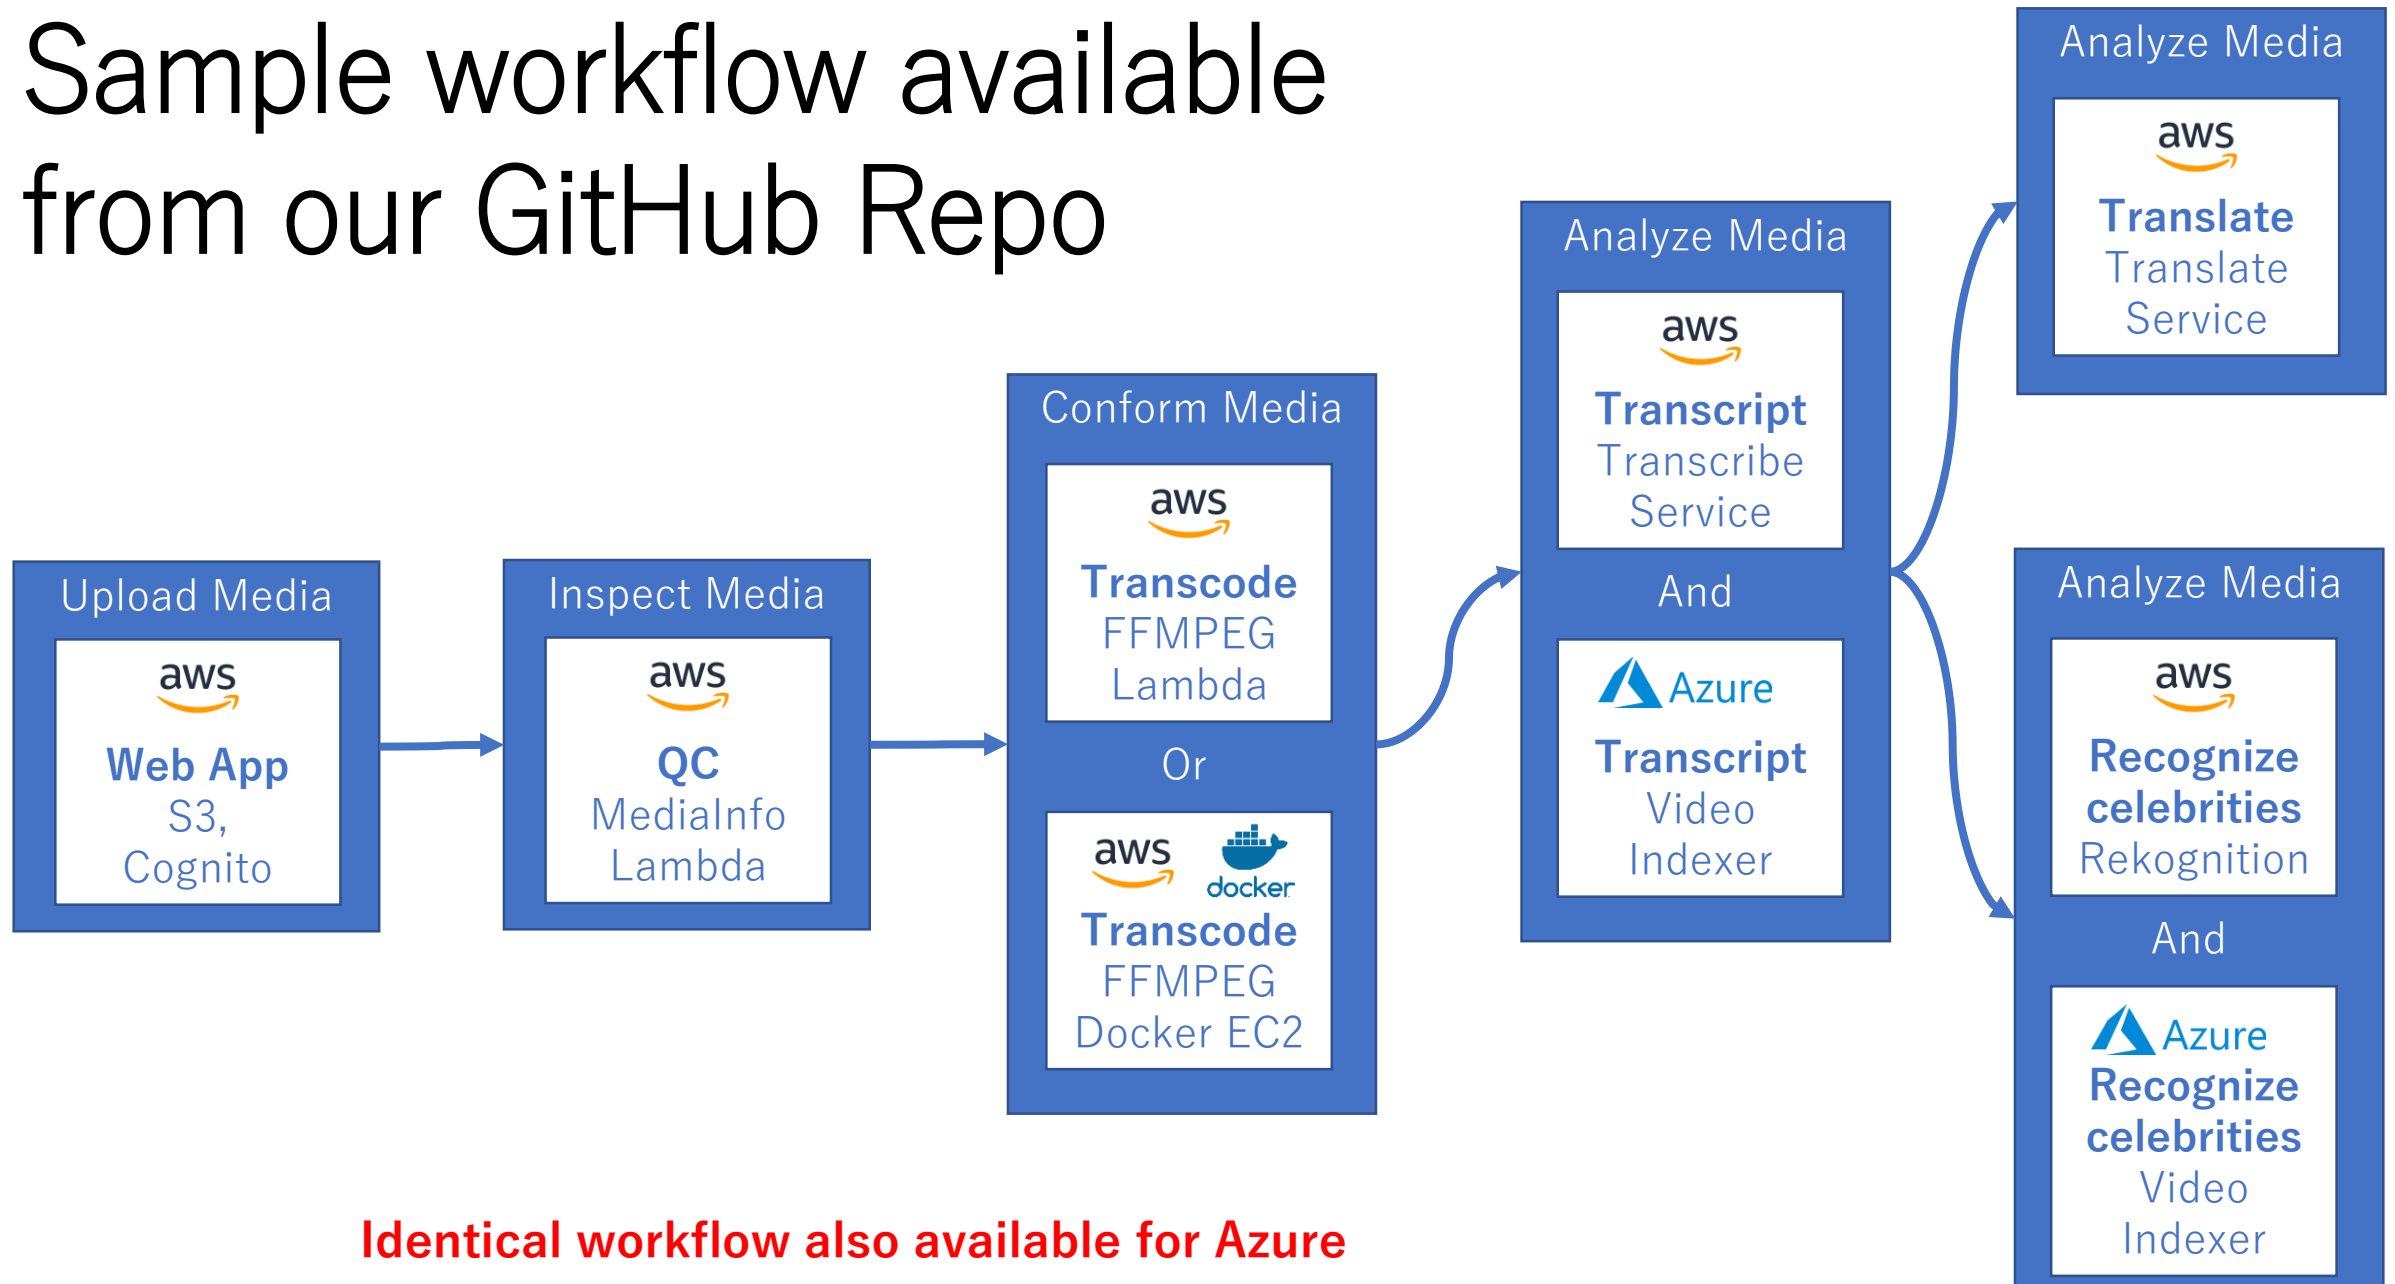 Sample workflow available
from our GitHub Repo
Upload Media
aws
Web App
S3,
Cognito
Inspect Media
aws
QC
MediaInfo
Lambda
Conform Media
aws
Transcode
FFMPEG
Lambda
Or
aws docker
Transcode
FFMPEG
Docker EC2
Analyze Media
aws
Transcript
Transcribe
Service
And
Azure
Transcript
Video
Indexer
Analyze Media
aws
Translate
Translate
Service
Analyze Media
aws
Recognize
celebrities
Rekognition
And
Azure
Recognize
celebrities
Video
Indexer
Identical workflow also available for Azure